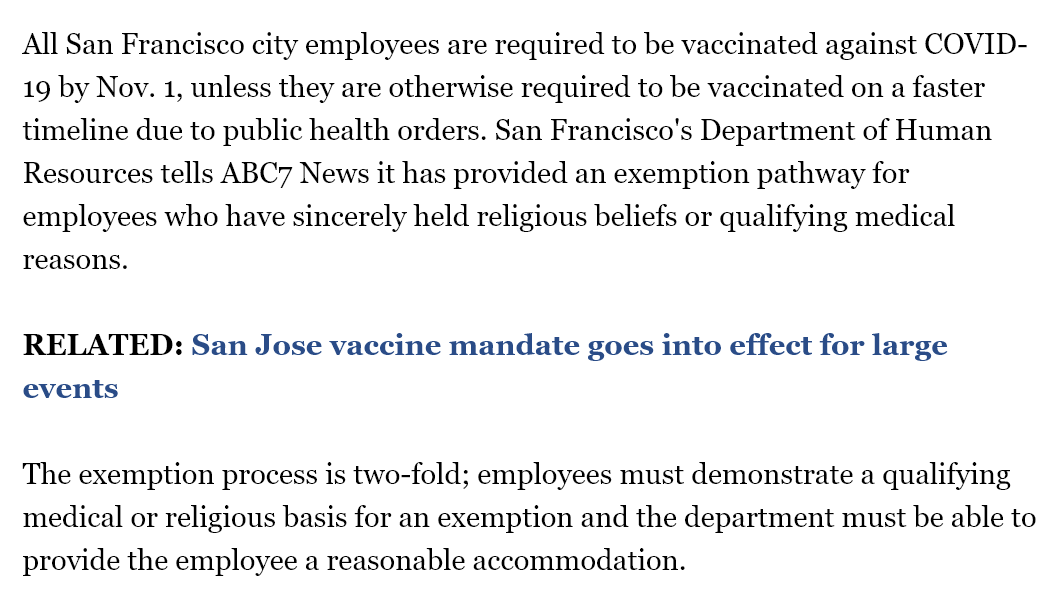 All San Francisco city employees are required to be vaccinated against COVID-
19 by Nov. 1, unless they are otherwise required to be vaccinated on a faster
timeline due to public health orders. San Francisco's Department of Human
Resources tells ABC7 News it has provided an exemption pathway for
employees who have sincerely held religious beliefs or qualifying medical
reasons.
RELATED: San Jose vaccine mandate goes into effect for large
events
The exemption process is two-fold; employees must demonstrate a qualifying
medical or religious basis for an exemption and the department must be able to
provide the employee a reasonable accommodation.